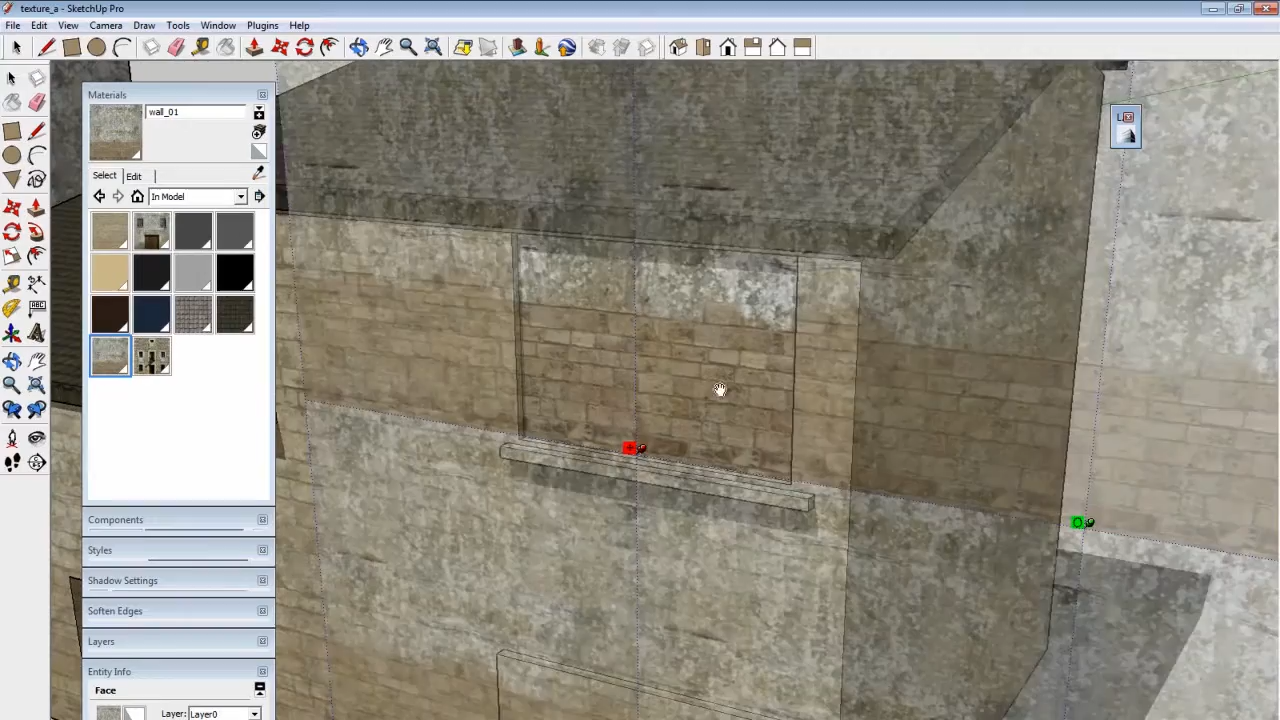 texture_a - SketchUp Pro
File Edit View Camera Draw Tools Window Plugins Help
Materials
wall_01
Select Edit
In Model
Components
Styles
Shadow Settings
Soften Edges
Layers
Entity Info
Face
Layer: Layer0
ABC